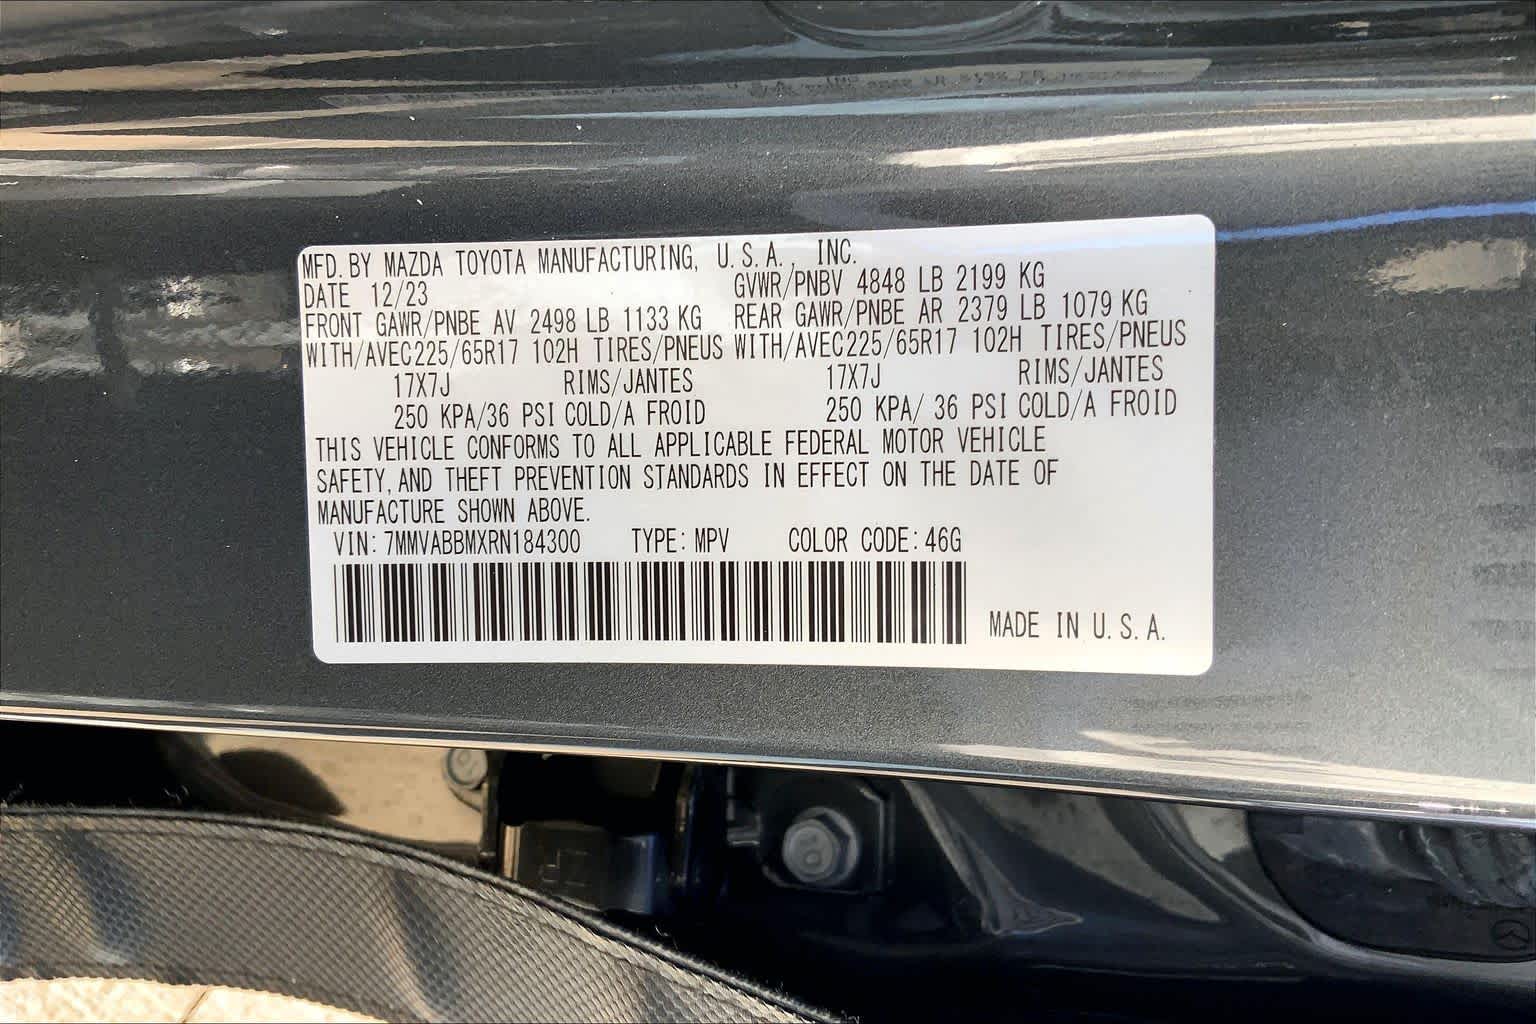 MFD. BY MAZDA TOYOTA MANUFACTURING, U.S.A., INC.
DATE 12/23 GVWR/PNBV 4848 LB 2199 KG
FRONT GAWR/PNBE AV 2498 LB 1133 KG REAR GAWR/PNBE AR 2379 LB 1079 KG
WITH/AVEC225/65R17 102H TIRES/PNEUS WITH/AVEC225/65R17 102H TIRES/PNEUS
17X7J RIMS/JANTES 17X7J RIMS/JANTES
250 KPA/36 PSI COLD/A FROID 250 KPA/ 36 PSI COLD/A FROID
THIS VEHICLE CONFORMS TO ALL APPLICABLE FEDERAL MOTOR VEHICLE
SAFETY, AND THEFT PREVENTION STANDARDS IN EFFECT ON THE DATE OF
MANUFACTURE SHOWN ABOVE.
VIN: 7MMVABBMXRN184300 TYPE: MPV COLOR CODE: 46G
MADE IN U.S.A.